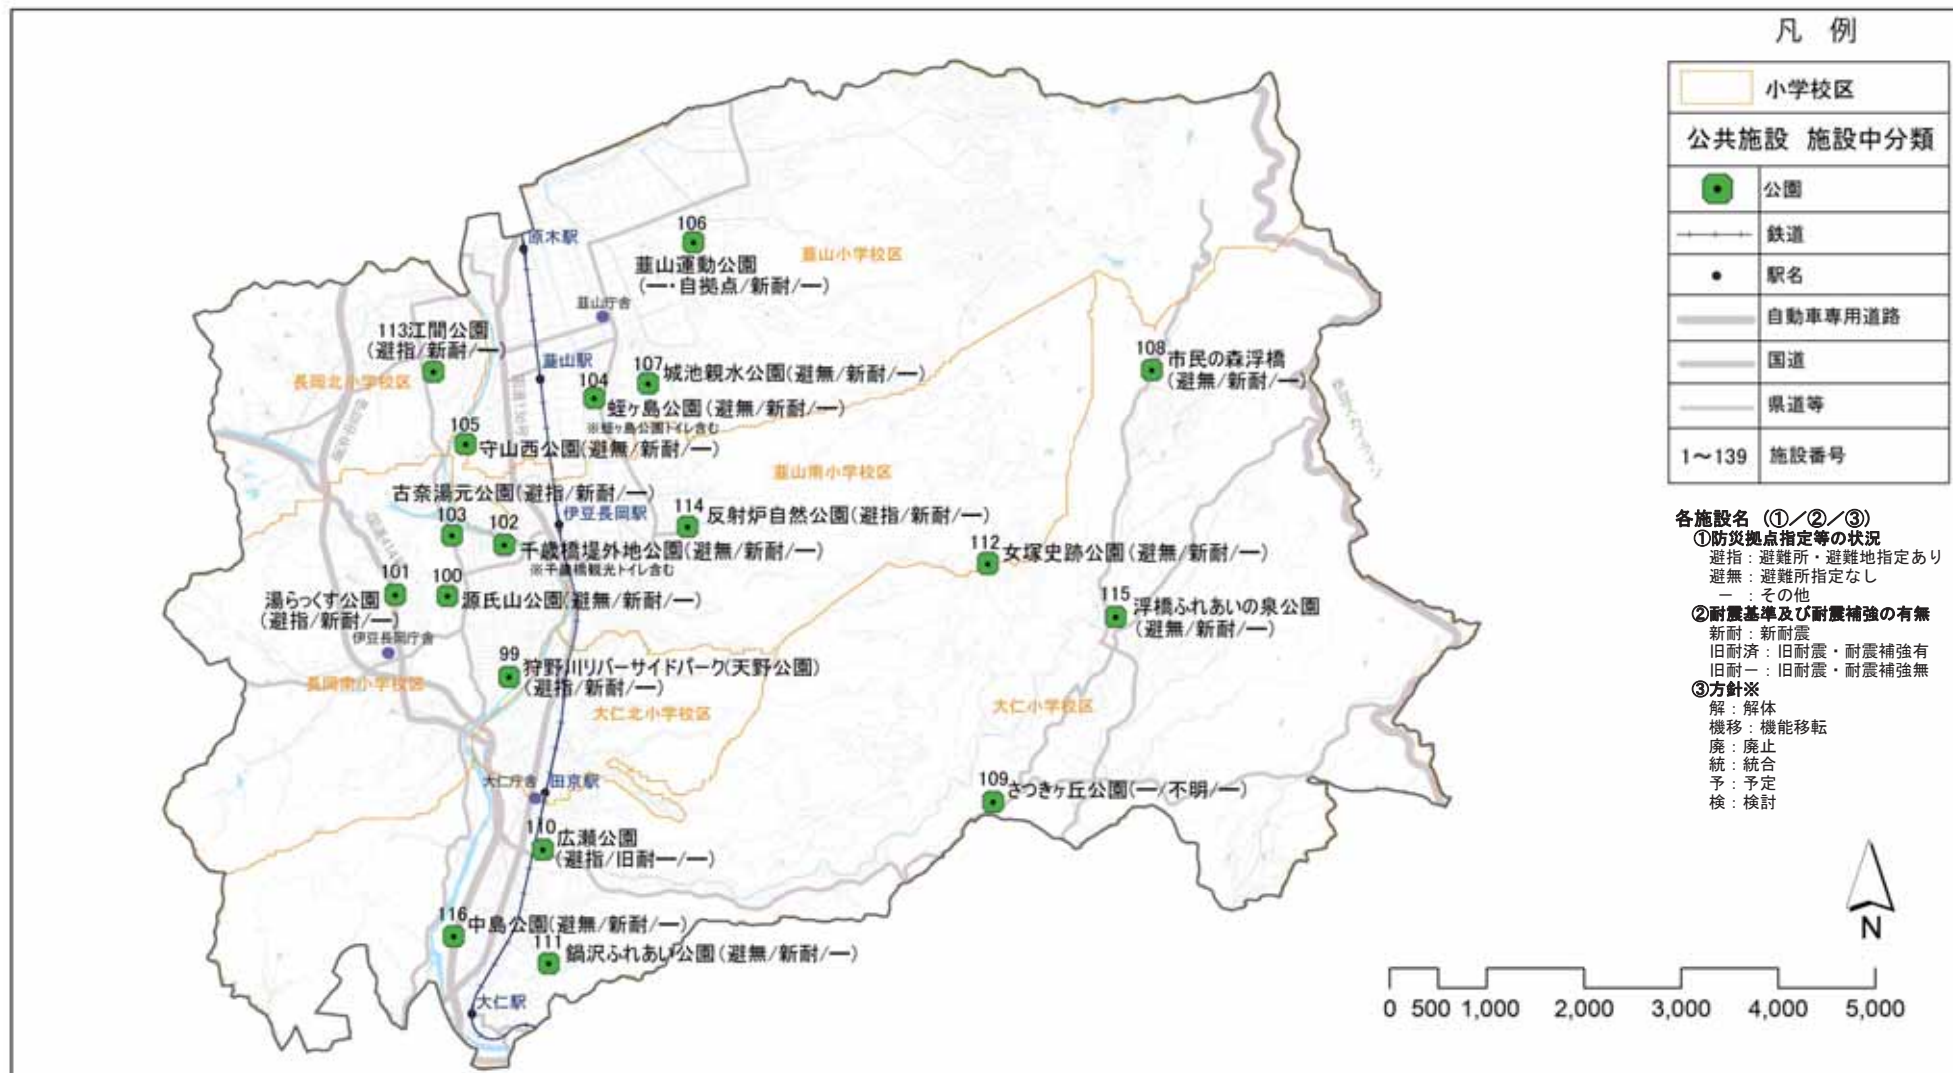 凡 例
小学校区
公共施設 施設中分類
公園
鉄道
駅名
自動車専用道路
国道
県道等
1～139 施設番号
各施設名 (①／②／③)
①防災拠点指定等の状況
避指：避難所・避難地指定あり
避無：避難所指定なし
－ ：その他
②耐震基準及び耐震補強の有無
新耐：新耐震
旧耐済：旧耐震・耐震補強有
旧耐－：旧耐震・耐震補強無
③方針※
解：解体
機移：機能移転
廃：廃止
統：統合
予：予定
検：検討
N
0 500 1,000 2,000 3,000 4,000 5,000
106
原木駅
韮山小学校区
韮山運動公園
(ー・自拠点/新耐/ー)
韮山庁舎
113江間公園
(避指/新耐/ー)
長岡北小学校区
韮山駅
107
城池親水公園(避無/新耐/ー)
104
蛭ヶ島公園(避無/新耐/ー)
※蛭ヶ島公園トイレ含む
108
市民の森浮橋
(避無/新耐/ー)
105
守山西公園(避無/新耐/ー)
韮山南小学校区
古奈湯元公園(避指/新耐/ー)
103
102
伊豆長岡駅
114
反射炉自然公園(避指/新耐/ー)
千歳橋堤外地公園(避無/新耐/ー)
※千歳橋観光トイレ含む
国道414号
112
女塚史跡公園(避無/新耐/ー)
101
湯らっくす公園
(避指/新耐/ー)
100
源氏山公園(避無/新耐/ー)
115
浮橋ふれあいの泉公園
(避無/新耐/ー)
伊豆長岡庁舎
長岡南小学校区
99
狩野川リバーサイドパーク(天野公園)
(避指/新耐/ー)
大仁北小学校区
大仁小学校区
大仁庁舎
田京駅
109
さつきヶ丘公園(ー/不明/ー)
110
広瀬公園
(避指/旧耐ー/ー)
116
中島公園(避無/新耐/ー)
111
鍋沢ふれあい公園(避無/新耐/ー)
大仁駅